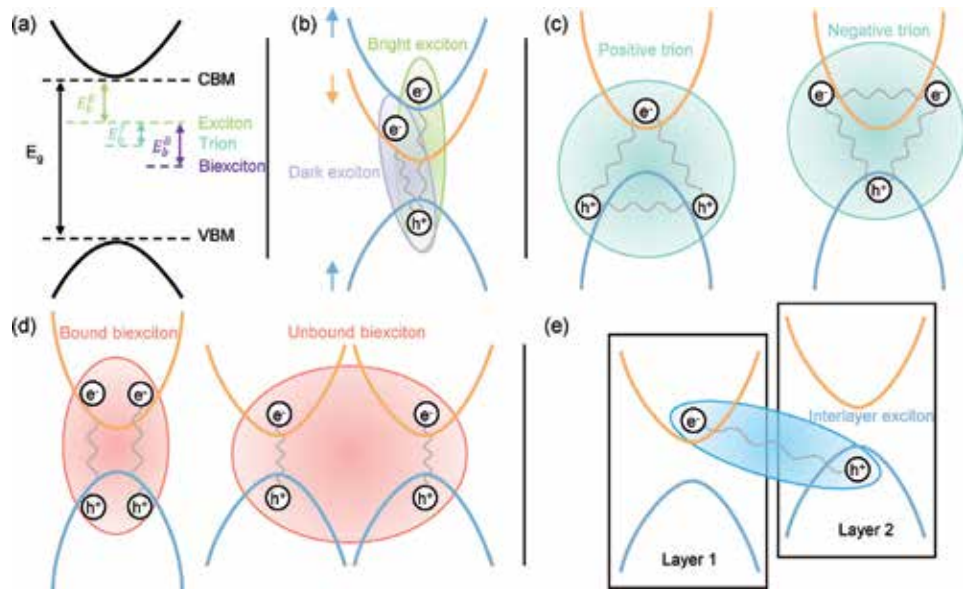 (a)
CBM
E_b^E
Exciton
Trion
E_b^B
Biexciton
E_g
VBM
(b)
Bright exciton
e-
e-
Dark exciton
h+
(c)
Positive trion
e-
h+
h+
Negative trion
e-
e-
h+
(d)
Bound biexciton
e-
e-
h+
h+
Unbound biexciton
e-
e-
h+
h+
(e)
e-
Interlayer exciton
h+
Layer 1
Layer 2